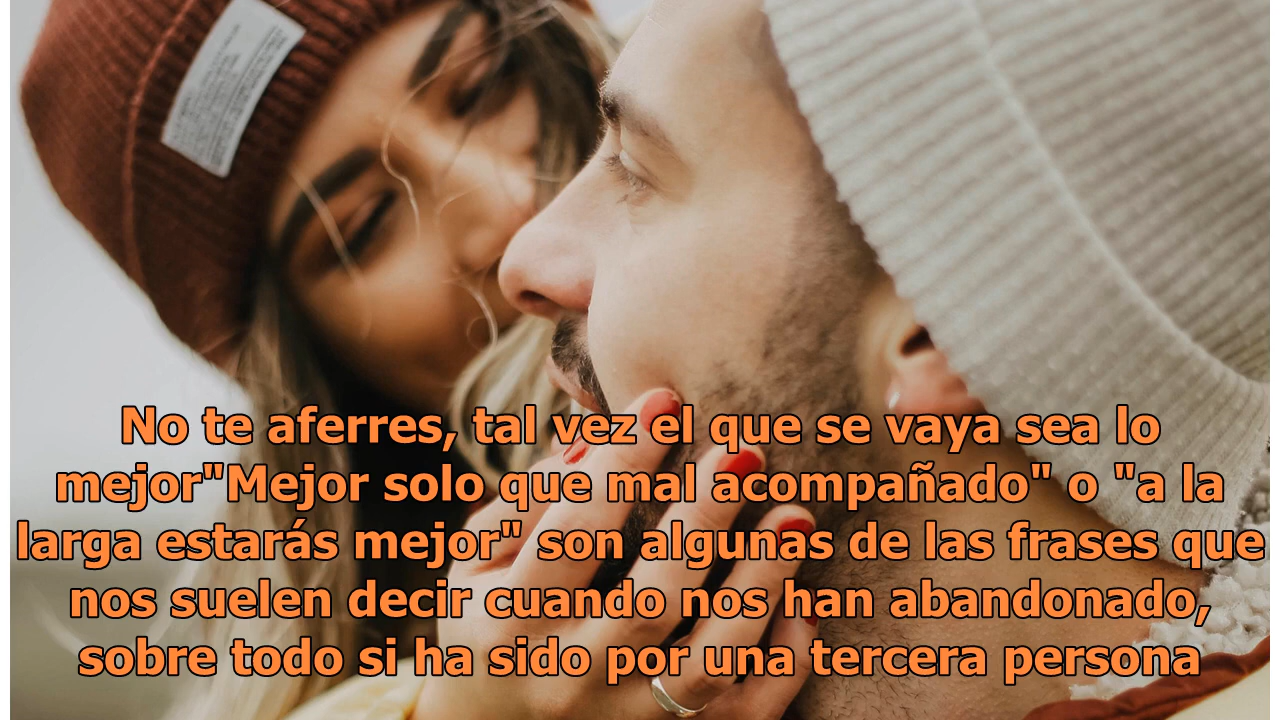 No te aferres, tal vez el que se vaya sea lo
mejor"Mejor solo que mal acompañado" o "a la
larga estarás mejor" son algunas de las frases que
nos suelen decir cuando nos han abandonado,
sobre todo si ha sido por una tercera persona